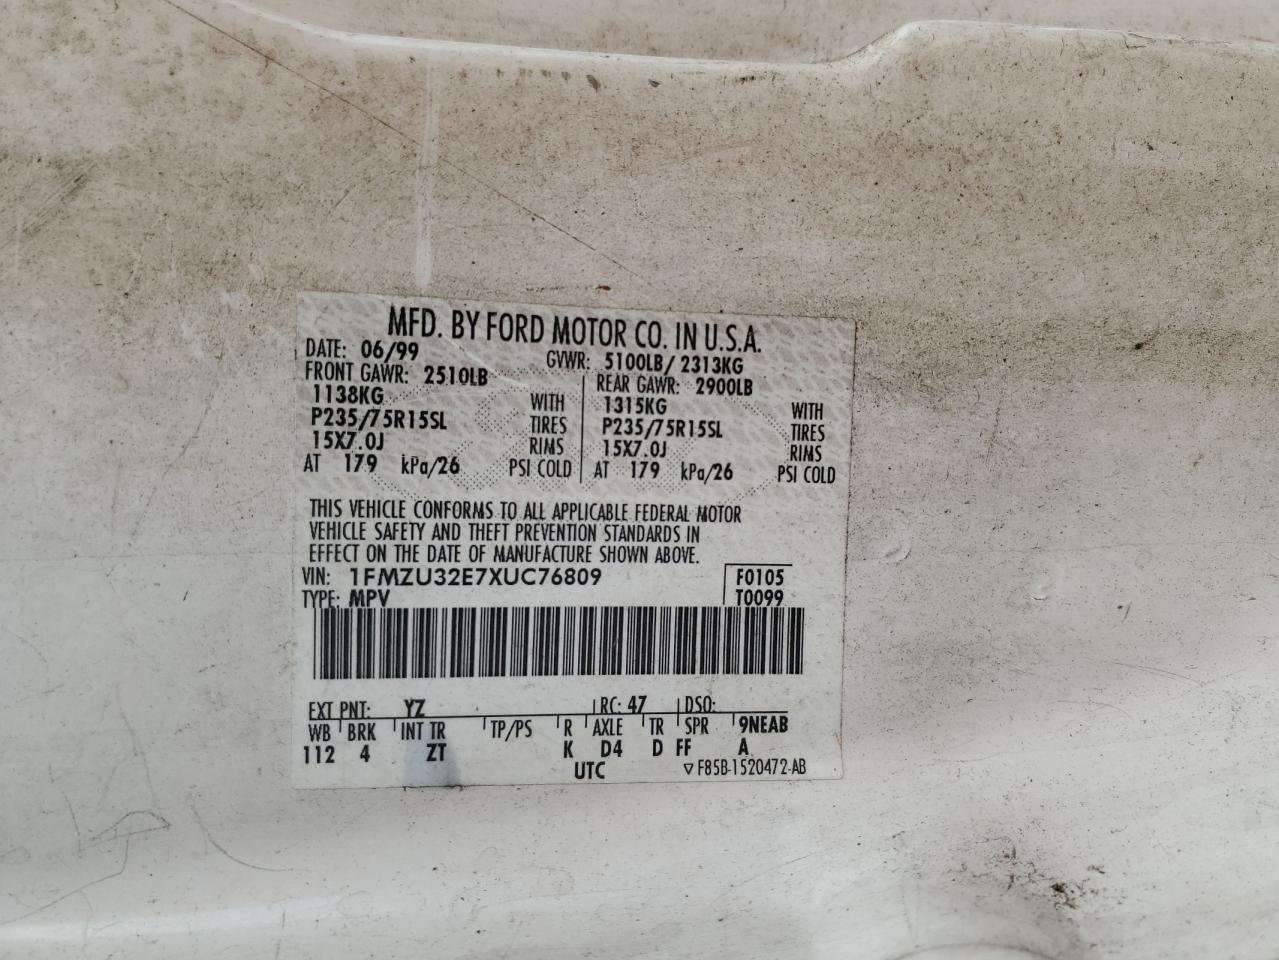 MFD. BY FORD MOTOR CO. IN U.S.A.
DATE: 06/99 GVWR: 5100LB/ 2313KG
FRONT GAWR: 2510LB REAR GAWR: 2900LB
1138KG WITH 1315KG WITH
P235/75R15SL TIRES P235/75R15SL TIRES
15X7.0J RIMS 15X7.0J RIMS
AT 179 kPa/26 PSI COLD AT 179 kPa/26 PSI COLD
THIS VEHICLE CONFORMS TO ALL APPLICABLE FEDERAL MOTOR
VEHICLE SAFETY AND THEFT PREVENTION STANDARDS IN
EFFECT ON THE DATE OF MANUFACTURE SHOWN ABOVE.
VIN: 1FMZU32E7XUC76809 F0105
TYPE: MPV T0099
EXT PNT: YZ RC: 47 DSO:
WB BRK INT TR TP/PS R AXLE TR SPR 9NEAB
112 4 ZT K D4 D FF A
UTC ▽ F85B-1520472-AB